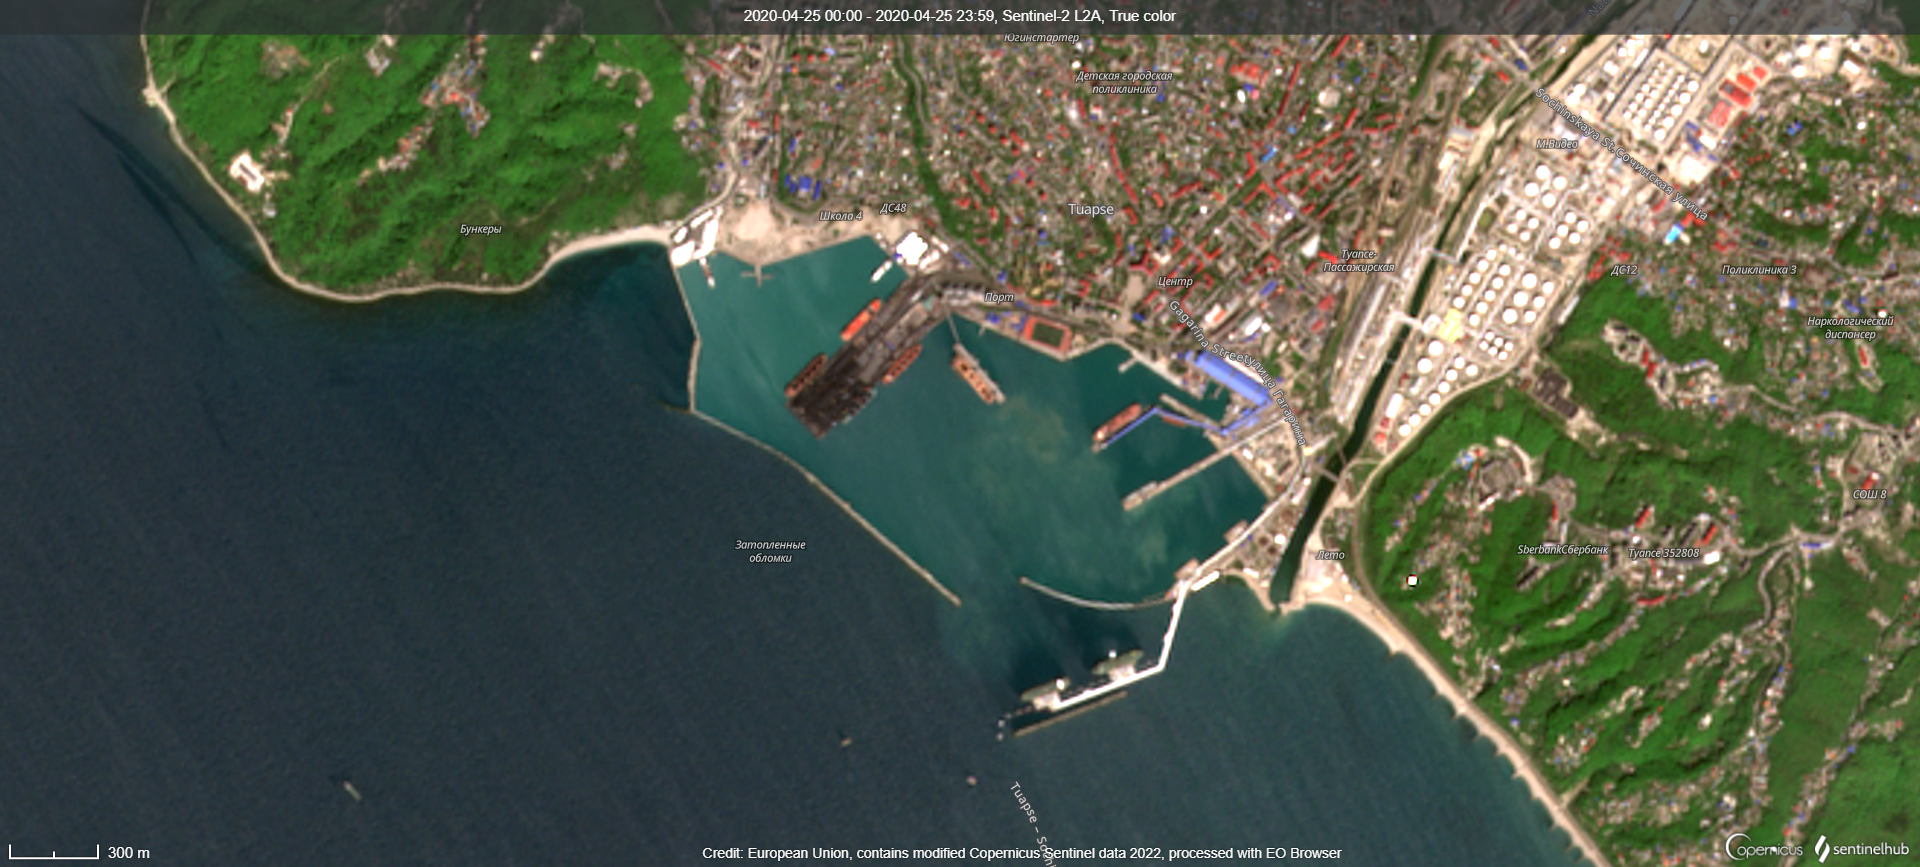 2020-04-25 00:00 - 2020-04-25 23:59, Sentinel-2 L2A, True color
Югинстартер
Детская городская
поликлиника
Sochinskaya St.Сочинская улица
М.Видео
Школа 4
ДС48
Tuapse
Бункеры
Туапсе-
Пассажирская
ДС12
Поликлиника 3
Центр
Порт
Gagarina Streetулица Гагарина
Наркологический
диспансер
СОШ 8
Затопленные
обломки
Лето
SberbankСбербанк
Туапсе 352808
Tuapse –
300 m
Credit: European Union, contains modified Copernicus Sentinel data 2022, processed with EO Browser
Copernicus
sentinelhub